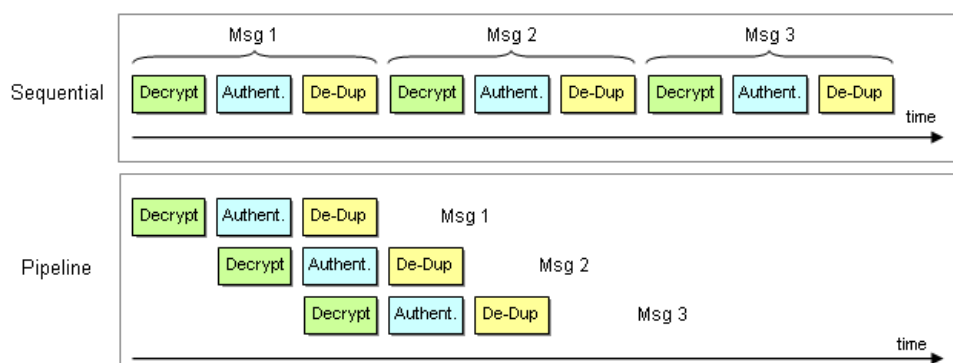 Msg 1 Msg 2 Msg 3
Sequential Decrypt Authent. De-Dup Decrypt Authent. De-Dup Decrypt Authent. De-Dup
time
Decrypt Authent. De-Dup Msg 1
Pipeline Decrypt Authent. De-Dup Msg 2
Decrypt Authent. De-Dup Msg 3
time